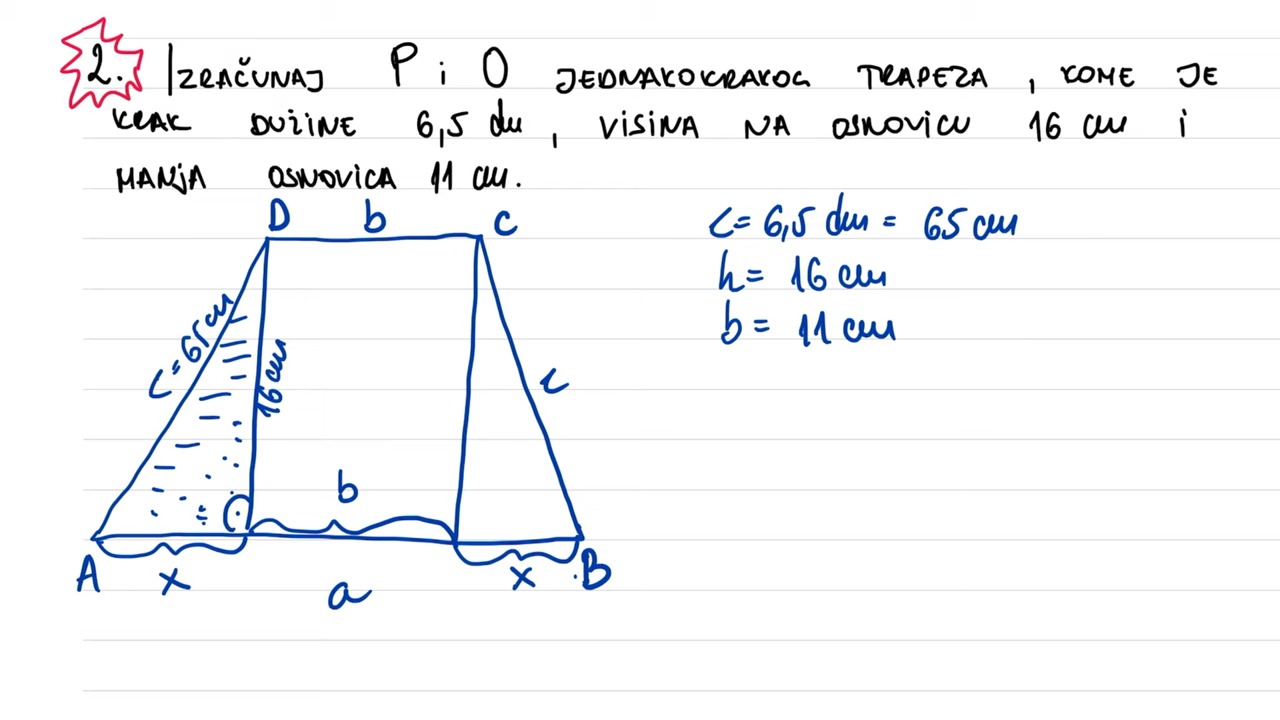 2. IZRAČUNAJ P i O JEDNAKOKRAKOG TRAPEZA, KOME JE
KRAK DUŽINE 6,5 dm, VISINA NA OSNOVICU 16 cm i
MANJA OSNOVICA 11 cm.
D b C
c = 6,5 dm = 65 cm
h = 16 cm
b = 11 cm
c = 65 cm
16 cm
c
b
A x a x B